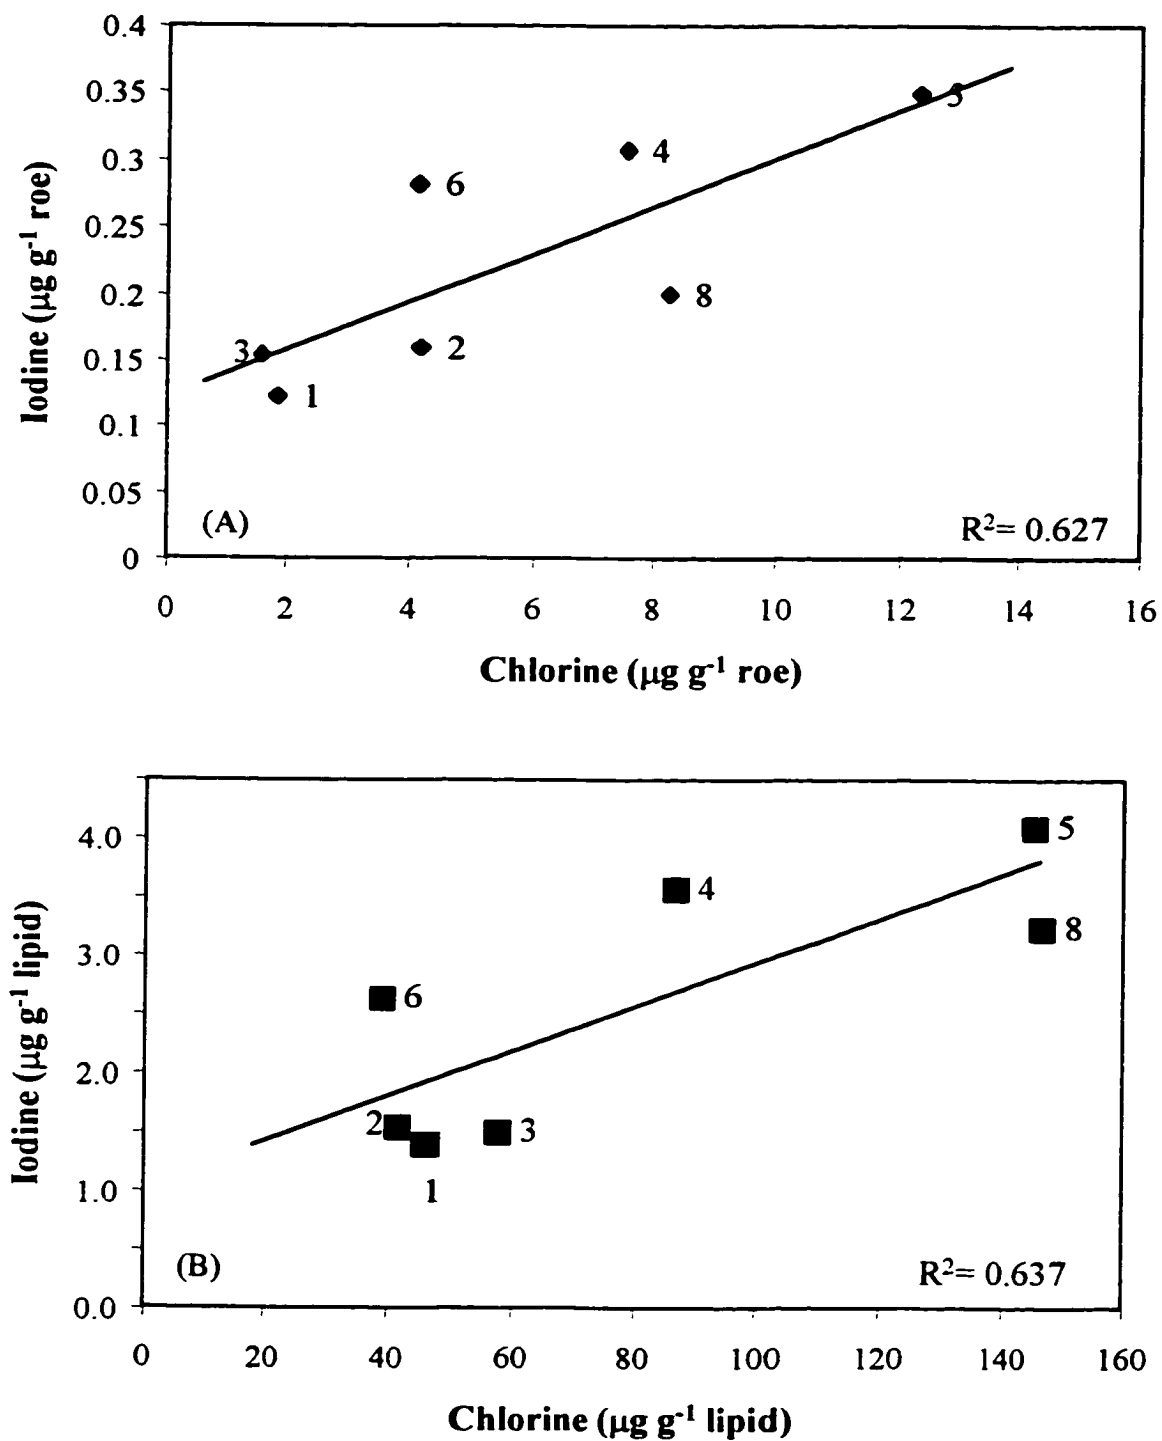 0.4
0.35
0.3
0.25
0.2
0.15
0.1
0.05
0
Iodine (µg g-1 roe)
5
4
6
8
3
2
1
(A)
R2= 0.627
0 2 4 6 8 10 12 14 16
Chlorine (µg g-1 roe)
4.0
3.0
2.0
1.0
0.0
Iodine (µg g-1 lipid)
5
4
8
6
2
3
1
(B)
R2= 0.637
0 20 40 60 80 100 120 140 160
Chlorine (µg g-1 lipid)